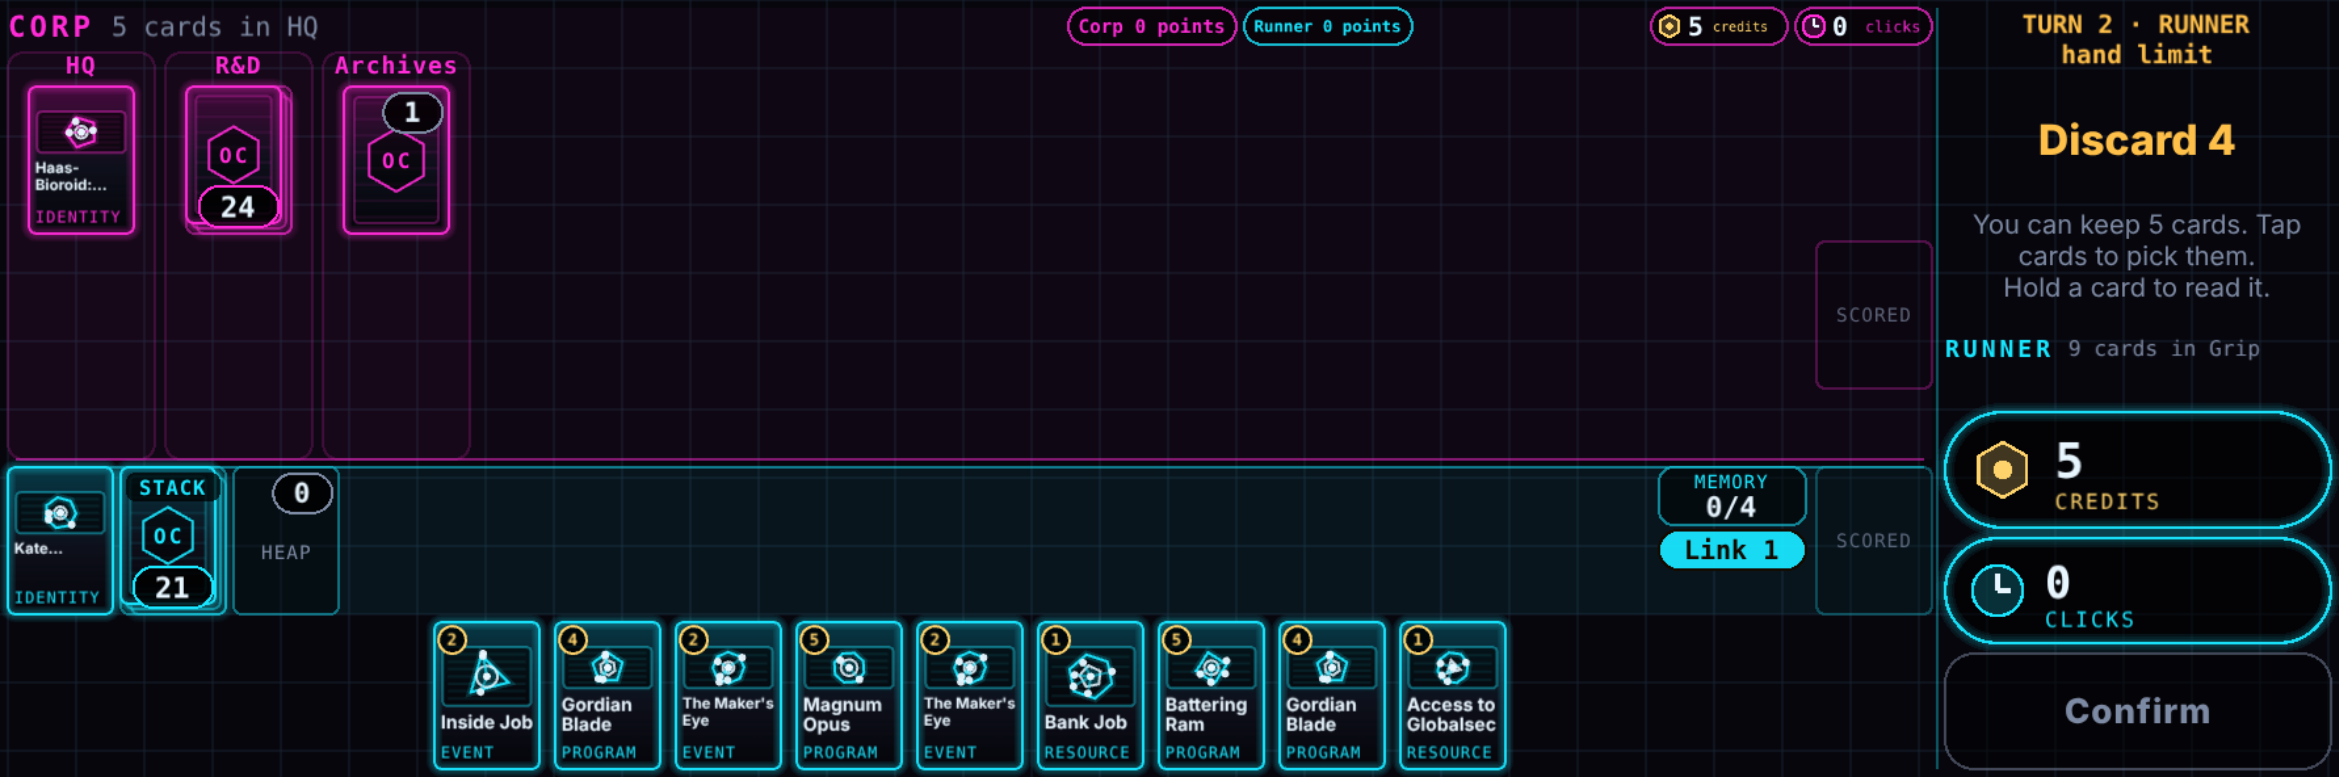 CORP 5 cards in HQ
Corp 0 points
Runner 0 points
5 credits
0 clicks
HQ
R&D
Archives
Haas-
Bioroid:...
IDENTITY
OC
24
1
OC
SCORED
Kate...
IDENTITY
STACK
OC
21
0
HEAP
MEMORY
0/4
Link 1
SCORED
2
Inside Job
EVENT
4
Gordian
Blade
PROGRAM
2
The Maker's
Eye
EVENT
5
Magnum
Opus
PROGRAM
2
The Maker's
Eye
EVENT
1
Bank Job
RESOURCE
5
Battering
Ram
PROGRAM
4
Gordian
Blade
PROGRAM
1
Access to
Globalsec
RESOURCE
TURN 2 · RUNNER
hand limit
Discard 4
You can keep 5 cards. Tap
cards to pick them.
Hold a card to read it.
RUNNER 9 cards in Grip
5
CREDITS
0
CLICKS
Confirm